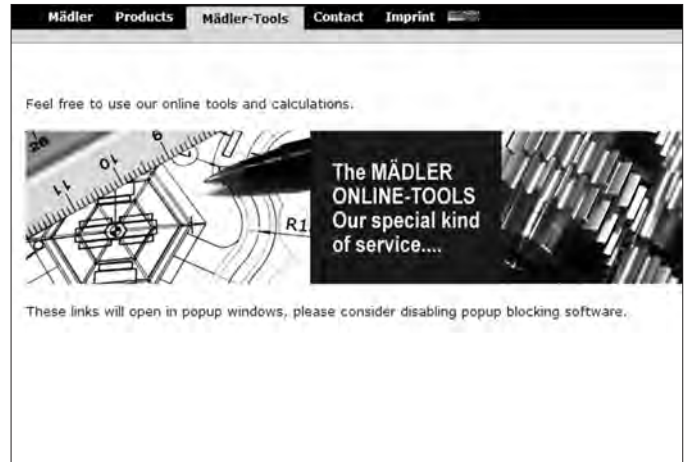 Mädler Products Mädler-Tools Contact Imprint
Feel free to use our online tools and calculations.
26
11 10 9
R1
The MÄDLER
ONLINE-TOOLS
Our special kind
of service....
These links will open in popup windows, please consider disabling popup blocking software.